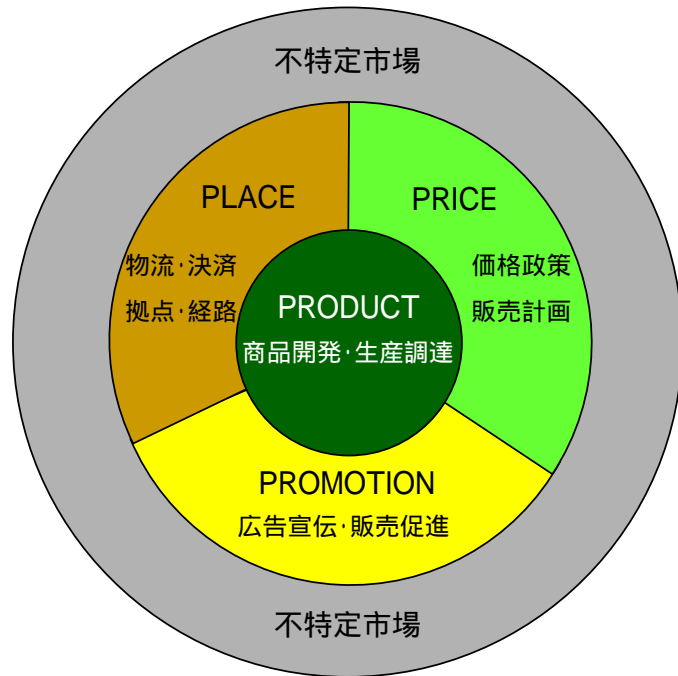 不特定市場
PLACE
物流・決済
拠点・経路
PRICE
価格政策
販売計画
PRODUCT
商品開発・生産調達
PROMOTION
広告宣伝・販売促進
不特定市場